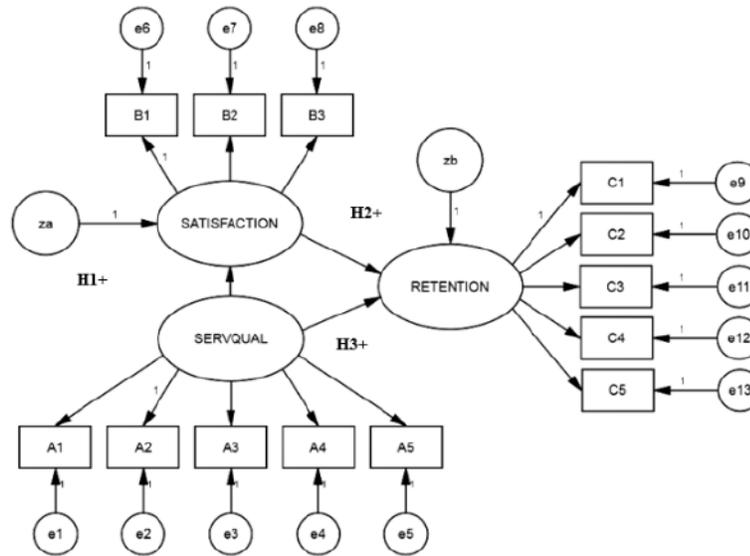 e6 e7 e8
1 1 1
B1 B2 B3
1
zb
za
1
SATISFACTION
H2+
1
H1+
RETENTION
SERVQUAL
H3+
1
C1 1 e9
C2 1 e10
C3 1 e11
C4 1 e12
C5 1 e13
1
A1 A2 A3 A4 A5
1 1 1 1 1
e1 e2 e3 e4 e5